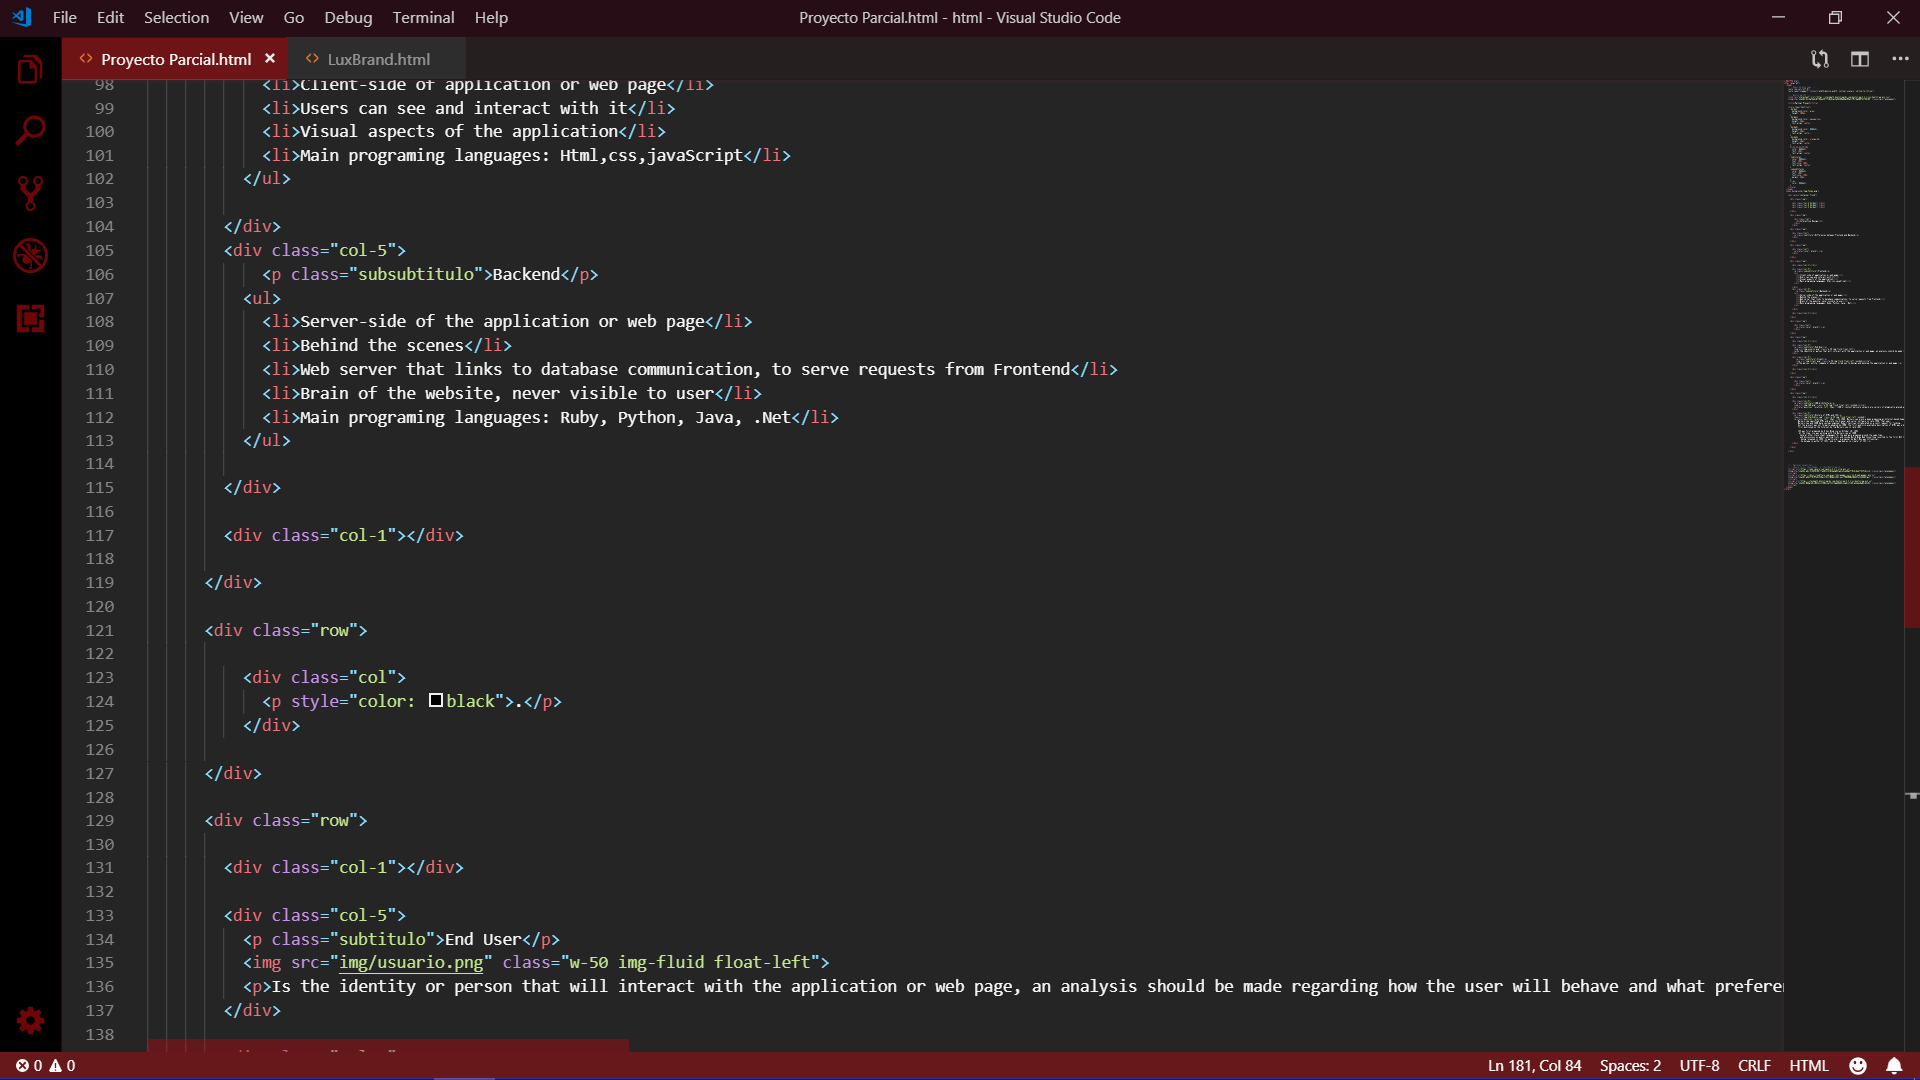 File Edit Selection View Go Debug Terminal Help
Proyecto Parcial.html - html - Visual Studio Code
Proyecto Parcial.html
LuxBrand.html
98 <li>Client-side of application or web page</li>
99 <li>Users can see and interact with it</li>
100 <li>Visual aspects of the application</li>
101 <li>Main programing languages: Html,css,javaScript</li>
102 </ul>
103
104 </div>
105 <div class="col-5">
106 <p class="subsubtitulo">Backend</p>
107 <ul>
108 <li>Server-side of the application or web page</li>
109 <li>Behind the scenes</li>
110 <li>Web server that links to database communication, to serve requests from Frontend</li>
111 <li>Brain of the website, never visible to user</li>
112 <li>Main programing languages: Ruby, Python, Java, .Net</li>
113 </ul>
114
115 </div>
116
117 <div class="col-1"></div>
118
119 </div>
120
121 <div class="row">
122
123 <div class="col">
124 <p style="color: black">.</p>
125 </div>
126
127 </div>
128
129 <div class="row">
130
131 <div class="col-1"></div>
132
133 <div class="col-5">
134 <p class="subtitulo">End User</p>
135 <img src="img/usuario.png" class="w-50 img-fluid float-left">
136 <p>Is the identity or person that will interact with the application or web page, an analysis should be made regarding how the user will behave and what prefere
137 </div>
138
0 0
Ln 181, Col 84 Spaces: 2 UTF-8 CRLF HTML